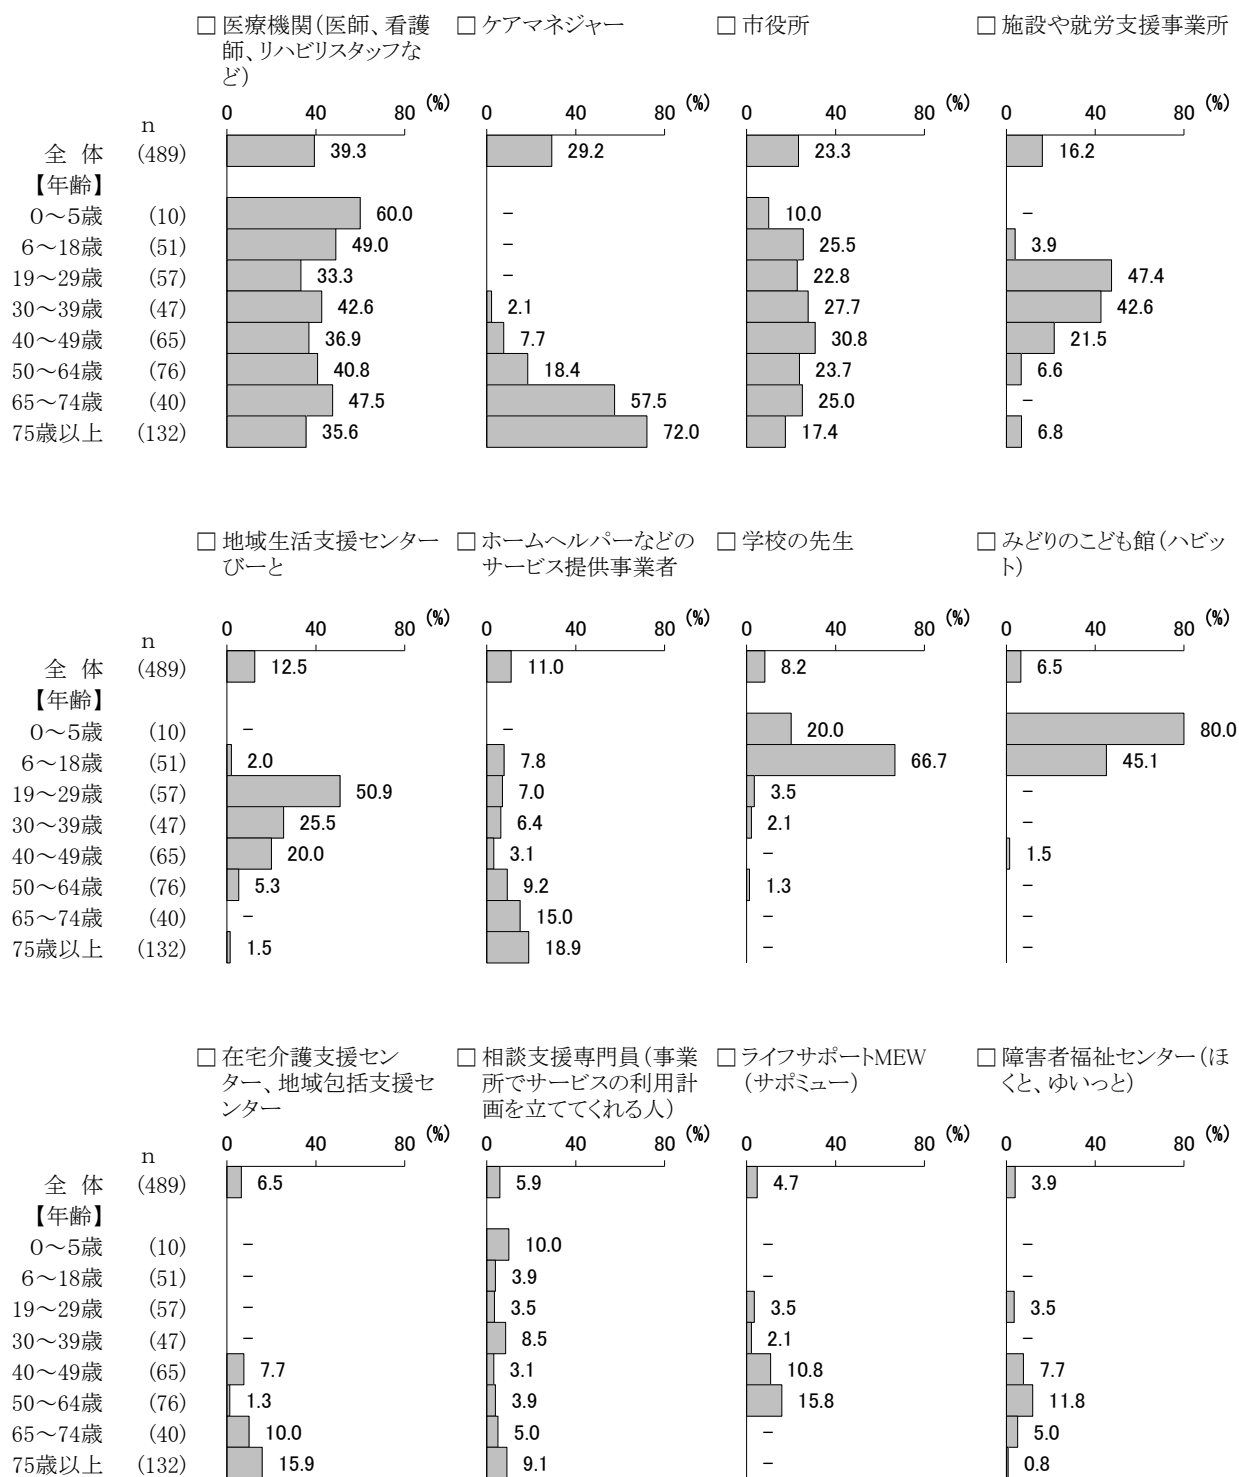 □ 医療機関(医師、看護 □ ケアマネジャー □ 市役所 □ 施設や就労支援事業所
師、リハビリスタッフな
ど)
0 40 80 (%) 0 40 80 (%) 0 40 80 (%) 0 40 80 (%)
n
全 体 (489) 39.3 29.2 23.3 16.2
【年齢】
0～5歳 (10) 60.0 － 10.0 －
6～18歳 (51) 49.0 － 25.5 3.9
19～29歳 (57) 33.3 － 22.8 47.4
30～39歳 (47) 42.6 2.1 27.7 42.6
40～49歳 (65) 36.9 7.7 30.8 21.5
50～64歳 (76) 40.8 18.4 23.7 6.6
65～74歳 (40) 47.5 57.5 25.0 －
75歳以上 (132) 35.6 72.0 17.4 6.8
□ 地域生活支援センター □ ホームヘルパーなどの □ 学校の先生 □ みどりのこども館(ハビッ
びーと サービス提供事業者 ト)
0 40 80 (%) 0 40 80 (%) 0 40 80 (%) 0 40 80 (%)
n
全 体 (489) 12.5 11.0 8.2 6.5
【年齢】
0～5歳 (10) － － 20.0 80.0
6～18歳 (51) 2.0 7.8 66.7 45.1
19～29歳 (57) 50.9 7.0 3.5 －
30～39歳 (47) 25.5 6.4 2.1 －
40～49歳 (65) 20.0 3.1 － 1.5
50～64歳 (76) 5.3 9.2 1.3 －
65～74歳 (40) － 15.0 － －
75歳以上 (132) 1.5 18.9 － －
□ 在宅介護支援セン □ 相談支援専門員(事業 □ ライフサポートMEW □ 障害者福祉センター(ほ
ター、地域包括支援セ 所でサービスの利用計 (サポミュー) くと、ゆいっと)
ンター 画を立ててくれる人)
0 40 80 (%) 0 40 80 (%) 0 40 80 (%) 0 40 80 (%)
n
全 体 (489) 6.5 5.9 4.7 3.9
【年齢】
0～5歳 (10) － 10.0 － －
6～18歳 (51) － 3.9 － －
19～29歳 (57) － 3.5 3.5 3.5
30～39歳 (47) － 8.5 2.1 －
40～49歳 (65) 7.7 3.1 10.8 7.7
50～64歳 (76) 1.3 3.9 15.8 11.8
65～74歳 (40) 10.0 5.0 － 5.0
75歳以上 (132) 15.9 9.1 － 0.8